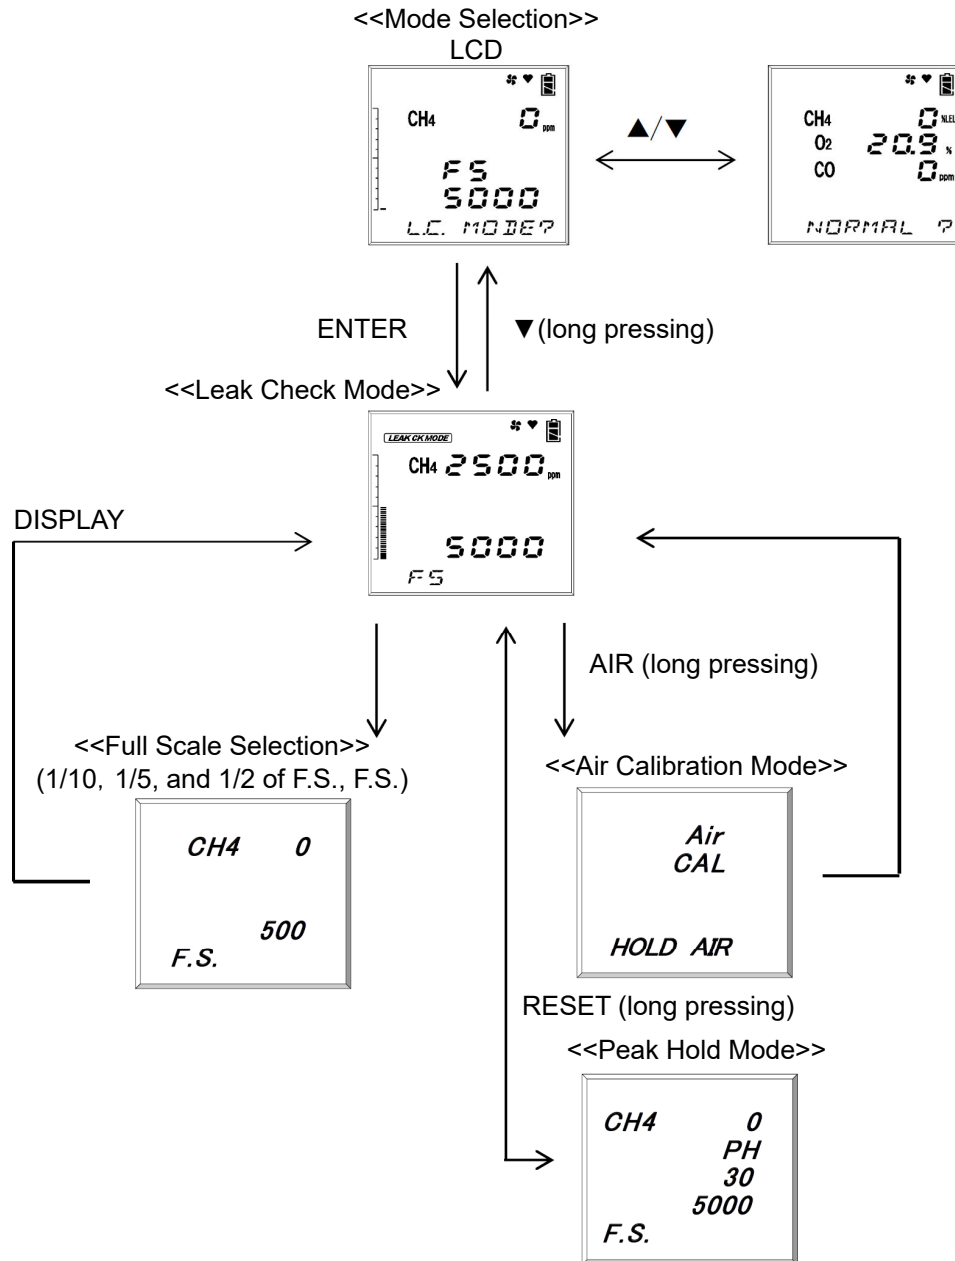 <<Mode Selection>>
LCD
CH4 0 ppm
FS
5000
L.C. MODE?
▲/▼
CH4 0 %LEL
O2 20.9 %
CO 0 ppm
NORMAL ?
ENTER
▼(long pressing)
<<Leak Check Mode>>
LEAK CK MODE
CH4 2500 ppm
5000
FS
DISPLAY
AIR (long pressing)
<<Full Scale Selection>>
(1/10, 1/5, and 1/2 of F.S., F.S.)
CH4 0
500
F.S.
<<Air Calibration Mode>>
Air
CAL
HOLD AIR
RESET (long pressing)
<<Peak Hold Mode>>
CH4 0
PH
30
5000
F.S.